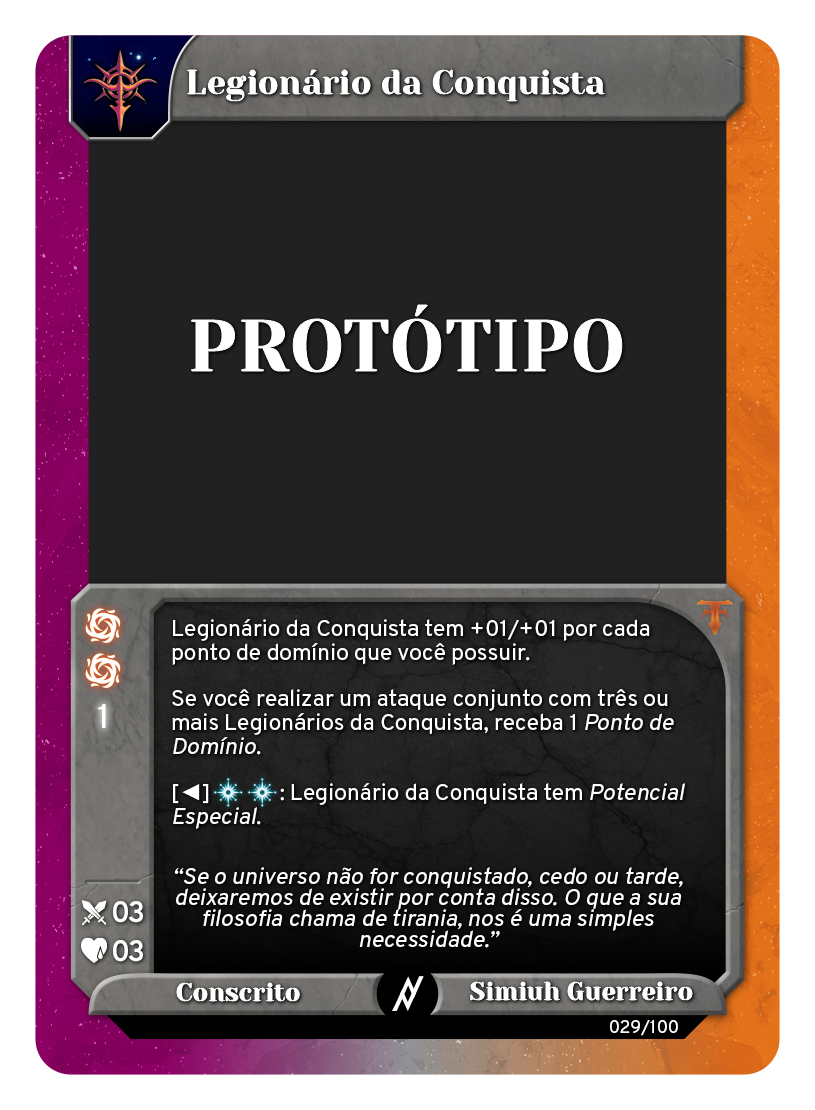 Legionário da Conquista
PROTÓTIPO
1
Legionário da Conquista tem +01/+01 por cada
ponto de domínio que você possuir.
Se você realizar um ataque conjunto com três ou
mais Legionários da Conquista, receba 1 Ponto de
Domínio.
[◄] : Legionário da Conquista tem Potencial
Especial.
“Se o universo não for conquistado, cedo ou tarde,
deixaremos de existir por conta disso. O que a sua
filosofia chama de tirania, nos é uma simples
necessidade.”
03
03
Conscrito
Simiuh Guerreiro
029/100